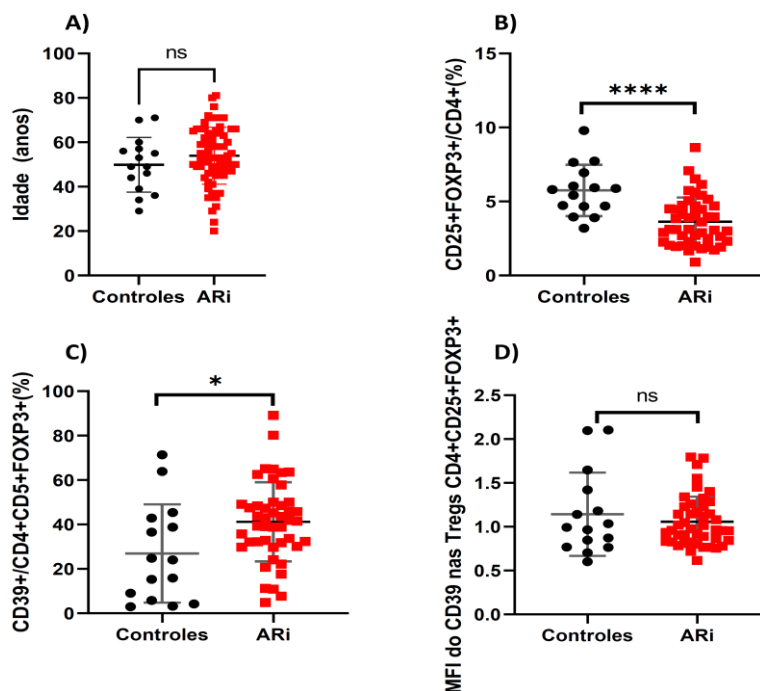 A)
Idade (anos)
100
80
60
40
20
0
ns
Controles ARi
B)
CD25+FOXP3+/CD4+(%)
15
10
5
0
****
Controles ARi
C)
CD39+/CD4+CD5+FOXP3+(%)
100
80
60
40
20
0
*
Controles ARi
D)
MFI do CD39 nas Tregs CD4+CD25+FOXP3+
2.5
2.0
1.5
1.0
0.5
0.0
ns
Controles ARi